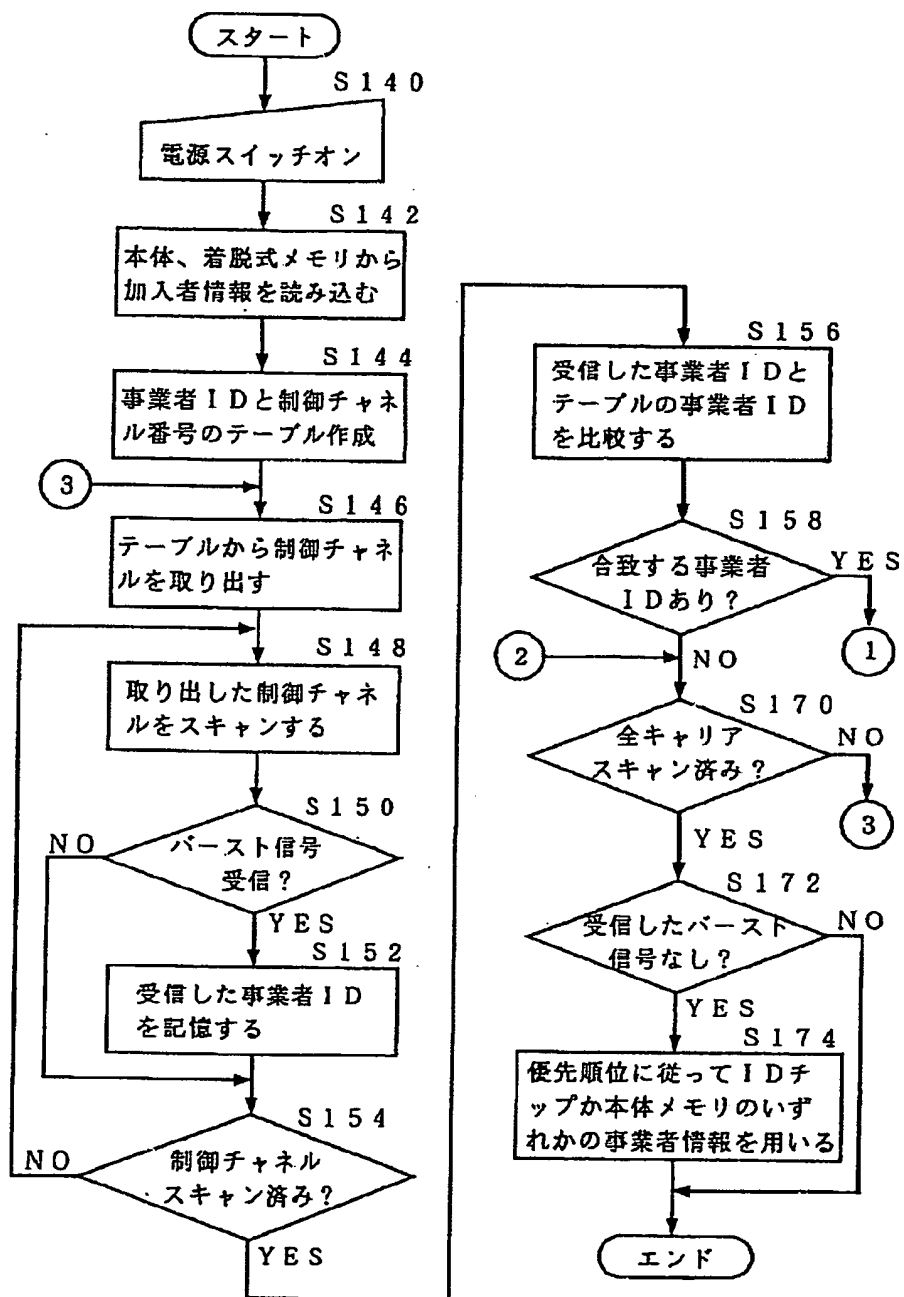 スタート
S140
電源スイッチオン
S142
本体、着脱式メモリから
加入者情報を読み込む
S144
事業者IDと制御チャネ
ル番号のテーブル作成
3
S146
テーブルから制御チャネ
ルを取り出す
S148
取り出した制御チャネ
ルをスキャンする
S150
バースト信号
受信?
NO
YES
S152
受信した事業者ID
を記憶する
S154
制御チャネル
スキャン済み?
NO
YES
S156
受信した事業者IDと
テーブルの事業者ID
を比較する
S158
合致する事業者
IDあり?
YES
1
2
NO
S170
全キャリア
スキャン済み?
NO
3
YES
S172
受信したバースト
信号なし?
NO
YES
S174
優先順位に従ってIDチ
ップか本体メモリのいず
れかの事業者情報を用いる
エンド